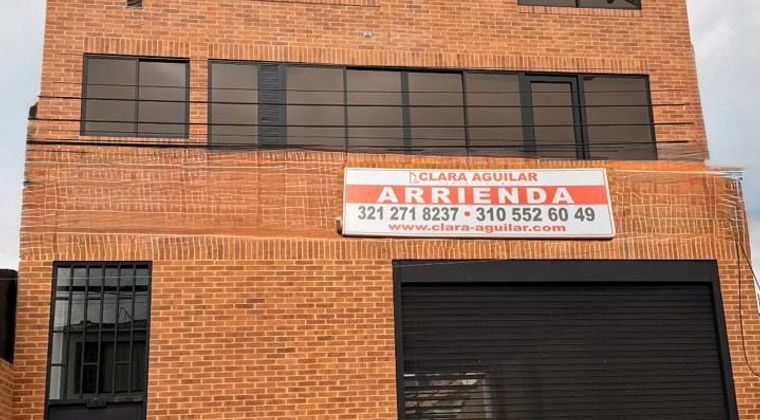 CLARA AGUILAR
ARRIENDA
321 271 8237 • 310 552 60 49
www.clara-aguilar.com